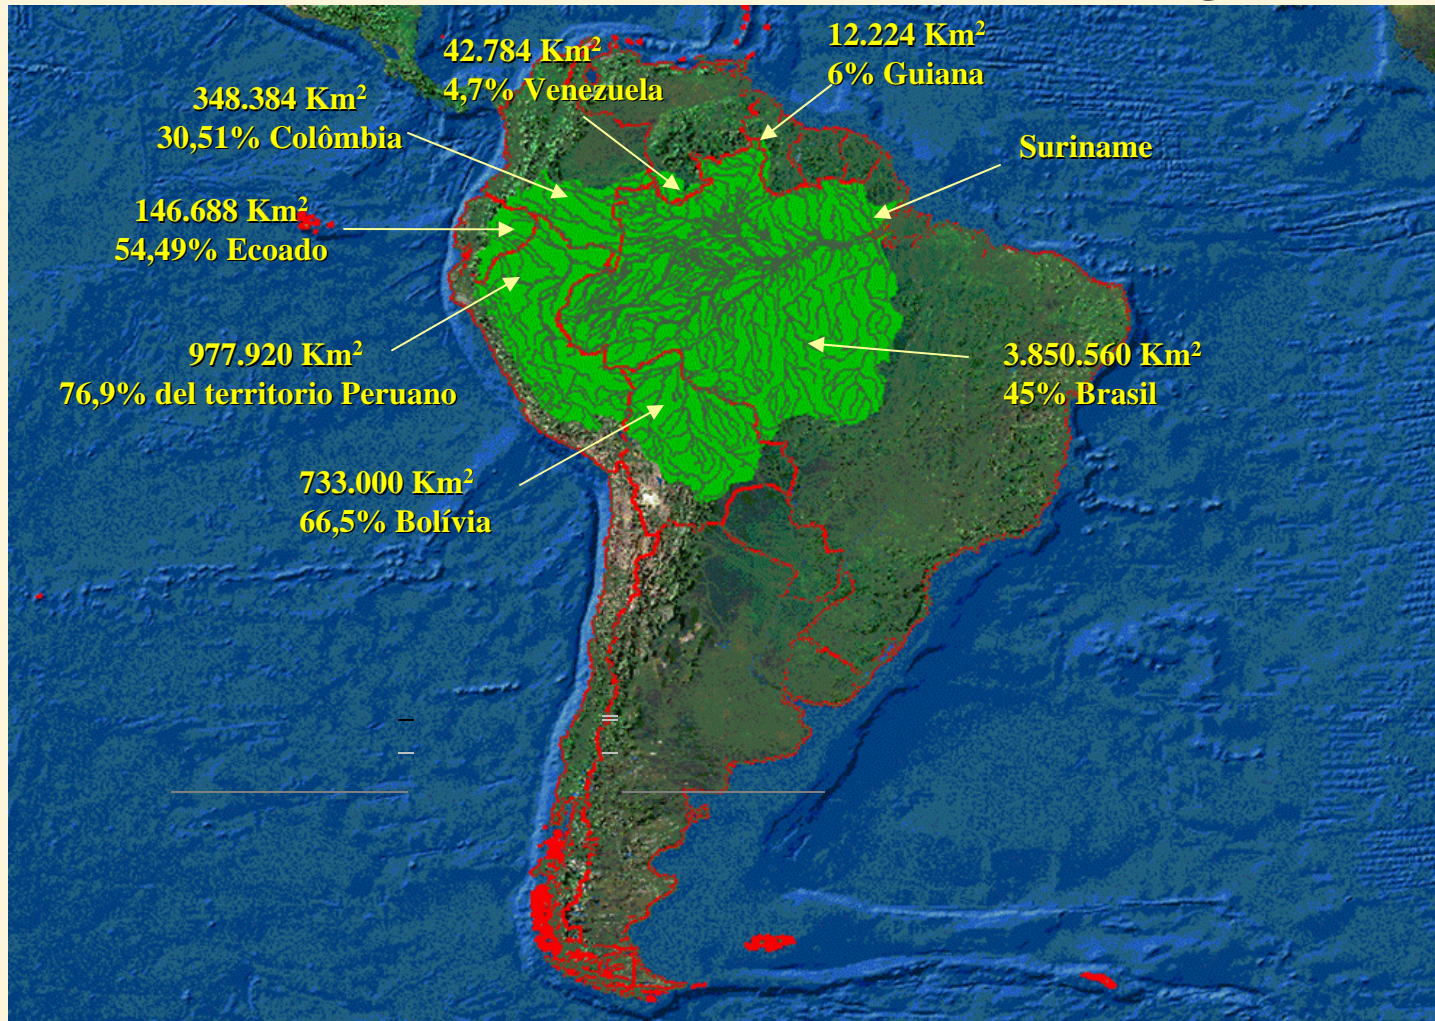 42.784 Km²
4,7% Venezuela
12.224 Km²
6% Guiana
348.384 Km²
30,51% Colômbia
Suriname
146.688 Km²
54,49% Ecoado
977.920 Km²
76,9% del territorio Peruano
3.850.560 Km²
45% Brasil
733.000 Km²
66,5% Bolívia